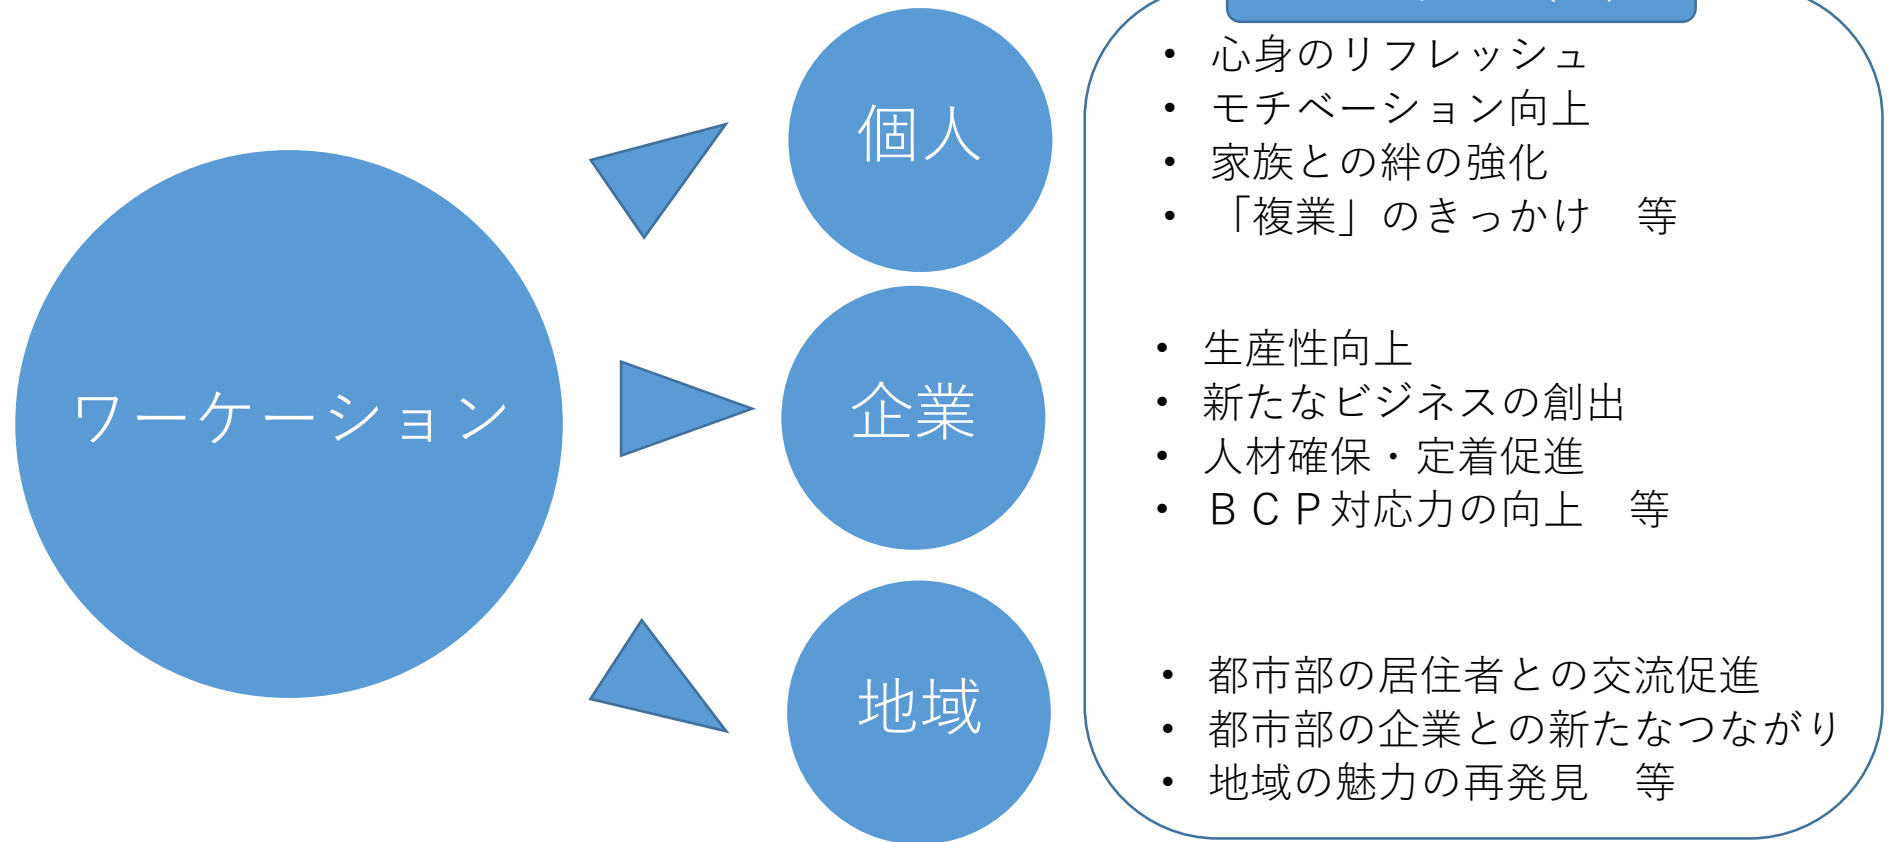 ワーケーション
個人
・ 心身のリフレッシュ
・ モチベーション向上
・ 家族との絆の強化
・ 「複業」のきっかけ　等
企業
・ 生産性向上
・ 新たなビジネスの創出
・ 人材確保・定着促進
・ ＢＣＰ対応力の向上　等
地域
・ 都市部の居住者との交流促進
・ 都市部の企業との新たなつながり
・ 地域の魅力の再発見　等